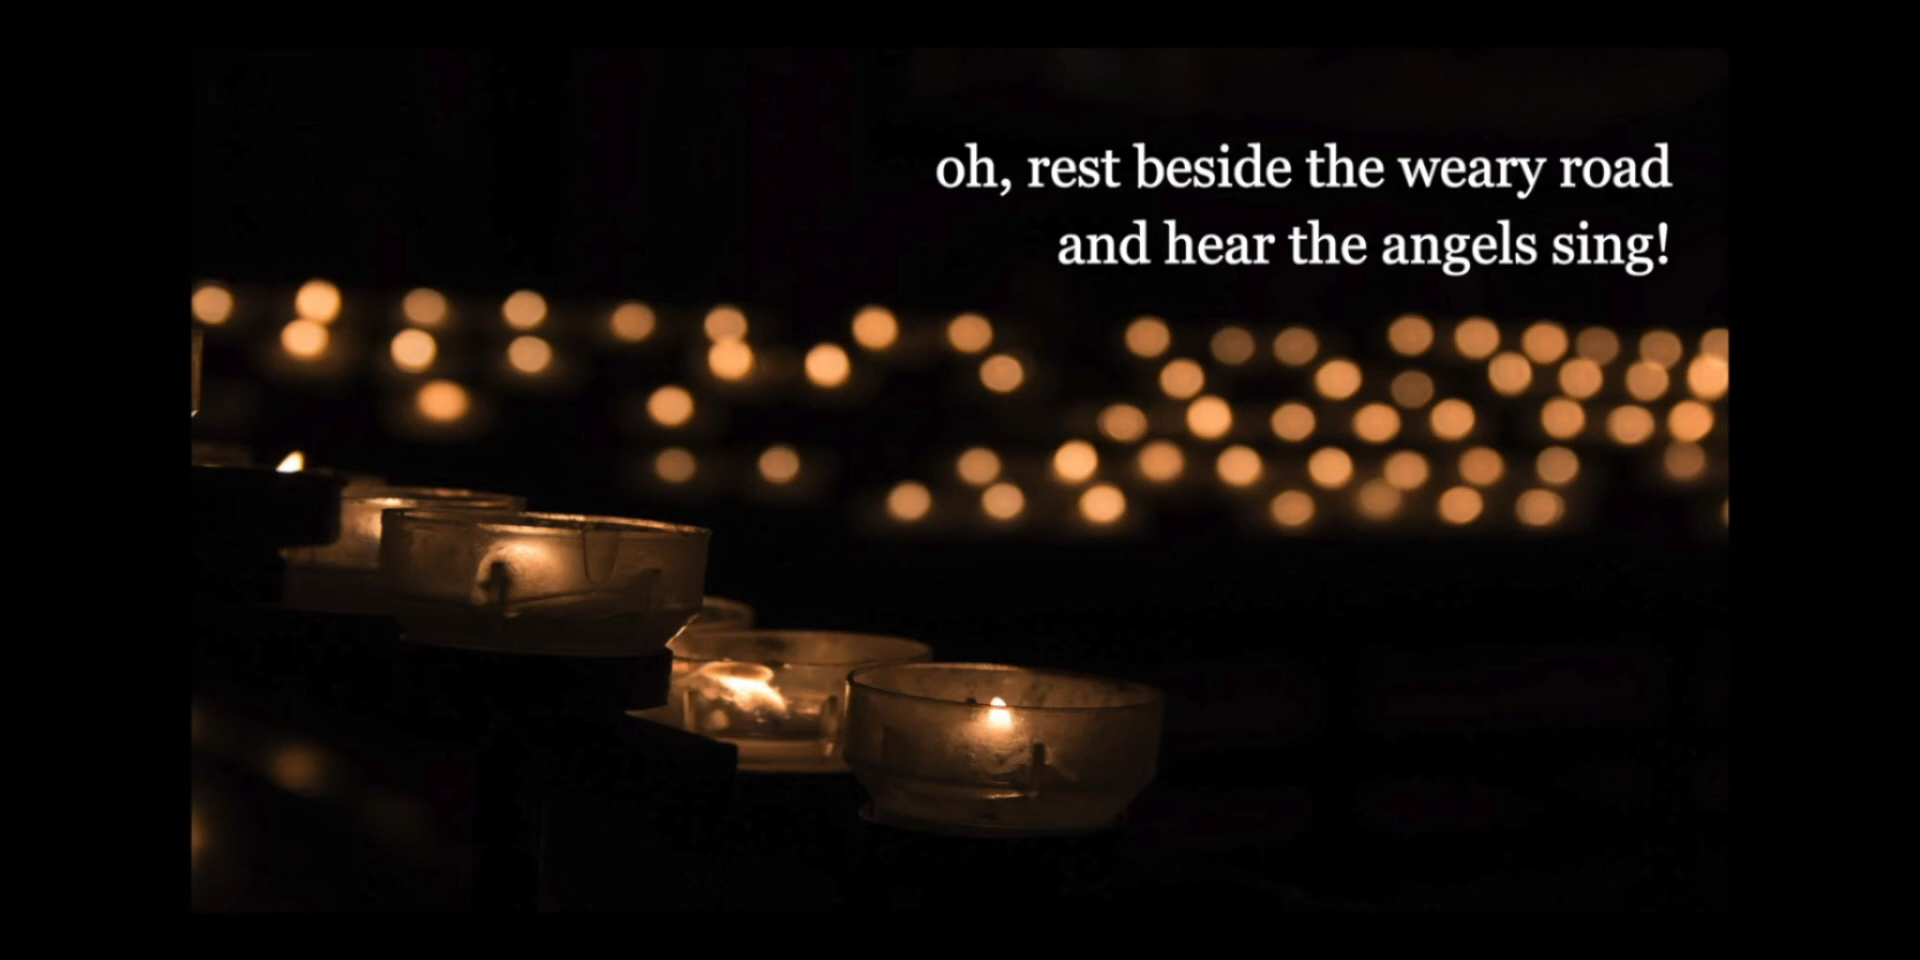 oh, rest beside the weary road
and hear the angels sing!